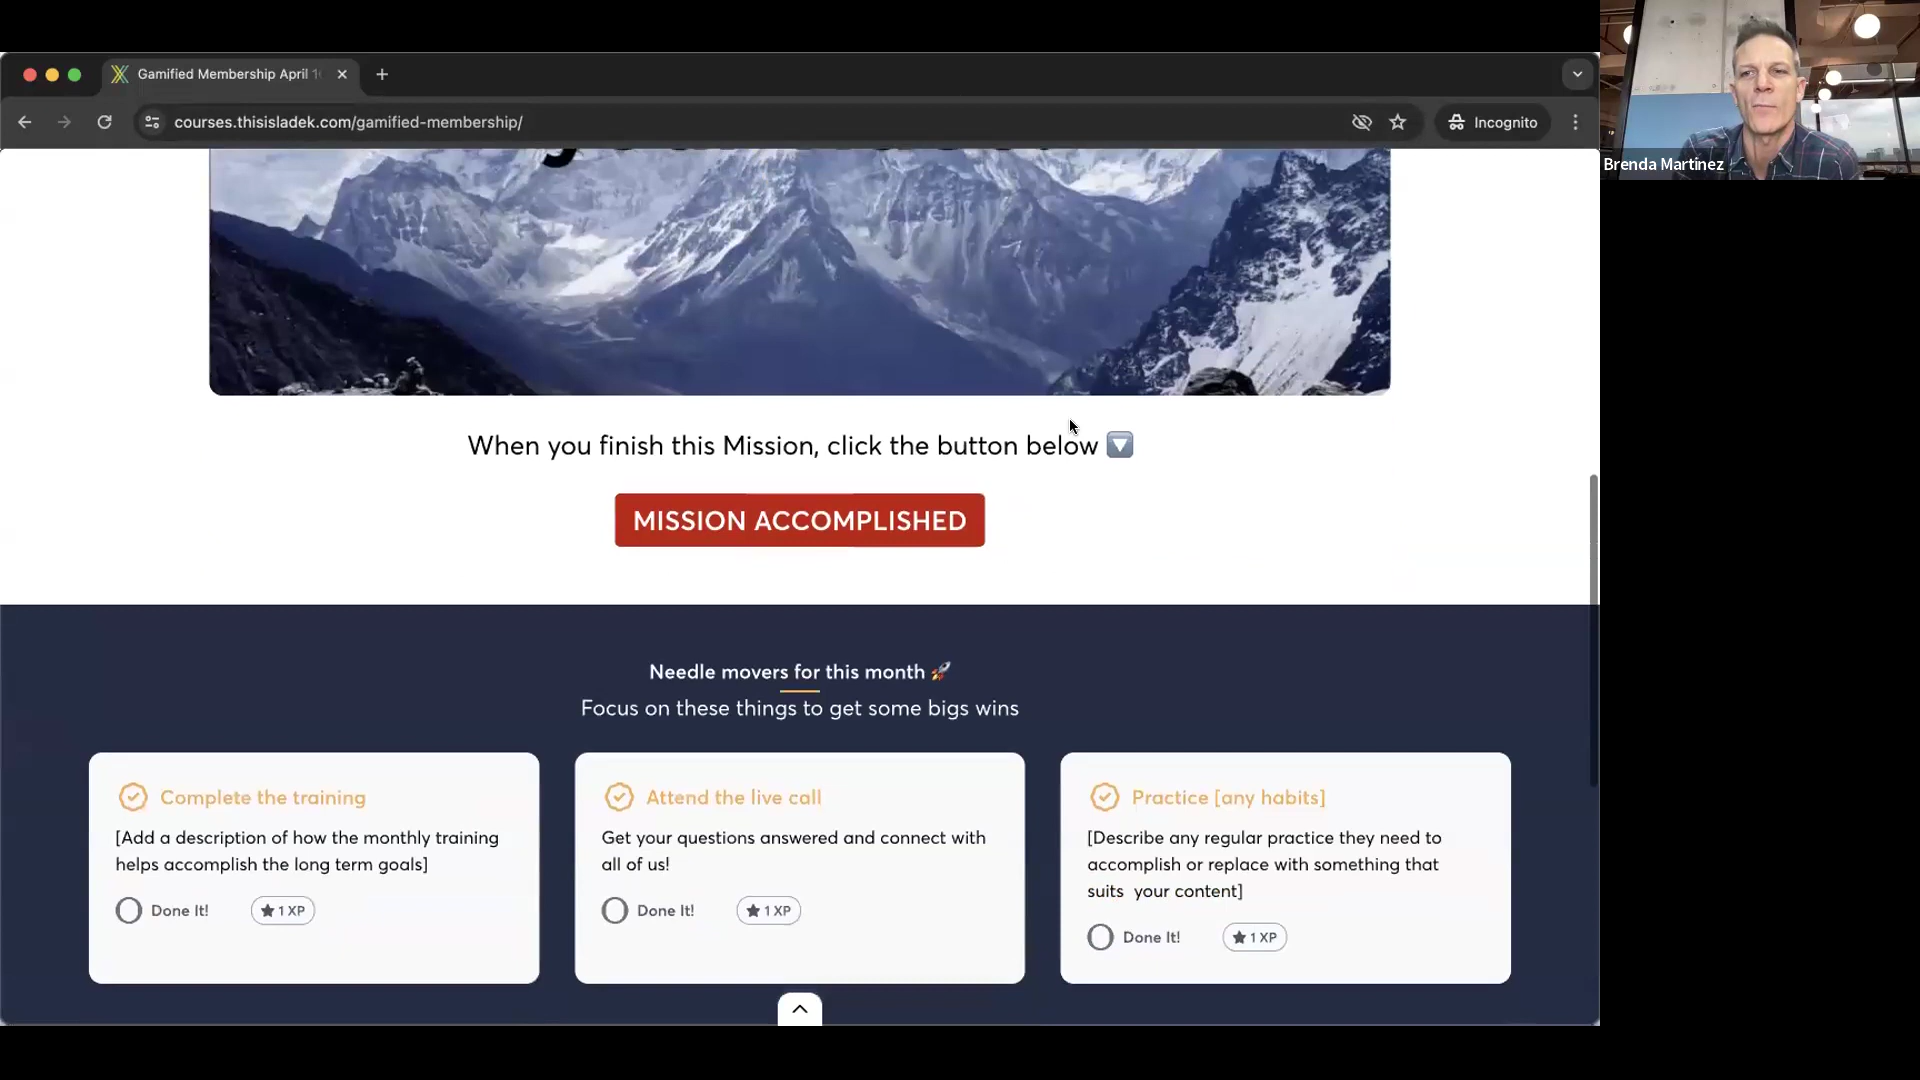 Gamified Membership April 1
courses.thisisladek.com/gamified-membership/
Incognito
Brenda Martinez
When you finish this Mission, click the button below
MISSION ACCOMPLISHED
Needle movers for this month 🚀
Focus on these things to get some bigs wins
Complete the training
[Add a description of how the monthly training
helps accomplish the long term goals]
Done It!
★ 1 XP
Attend the live call
Get your questions answered and connect with
all of us!
Done It!
★ 1 XP
Practice [any habits]
[Describe any regular practice they need to
accomplish or replace with something that
suits your content]
Done It!
★ 1 XP